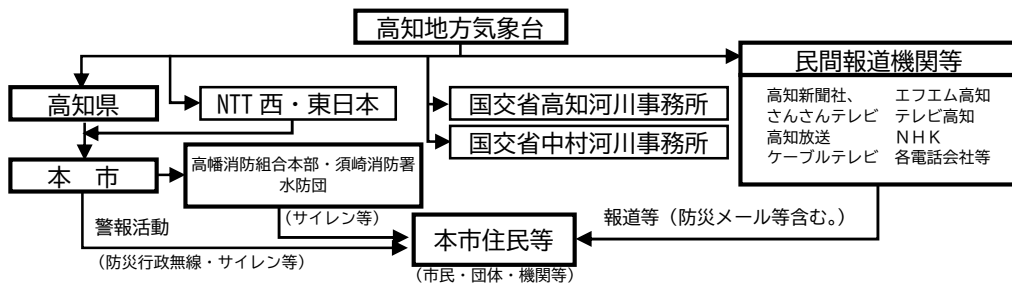 高知地方気象台
民間報道機関等
高知新聞社、　エフエム高知
さんさんテレビ　テレビ高知
高知放送　ＮＨＫ
ケーブルテレビ　各電話会社等
高知県
NTT 西・東日本
国交省高知河川事務所
国交省中村河川事務所
本　市
高幡消防組合本部・須崎消防署
水防団
警報活動
（サイレン等）
報道等（防災メール等含む。）
本市住民等
（防災行政無線・サイレン等）
（市民・団体・機関等）